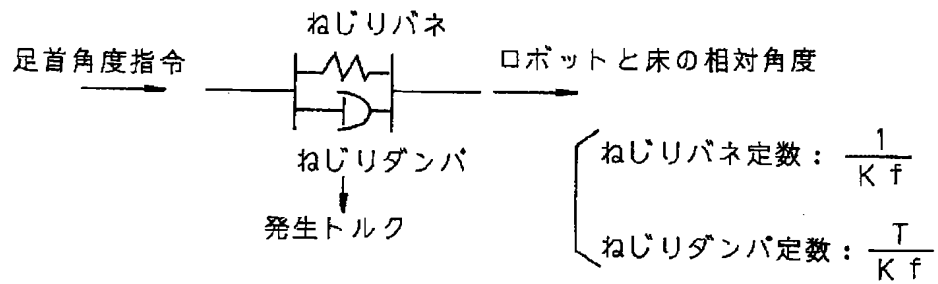 ねじりバネ
足首角度指令
ロボットと床の相対角度
ねじりダンパ
発生トルク
ねじりバネ定数: 1/Kf
ねじりダンパ定数: T/Kf